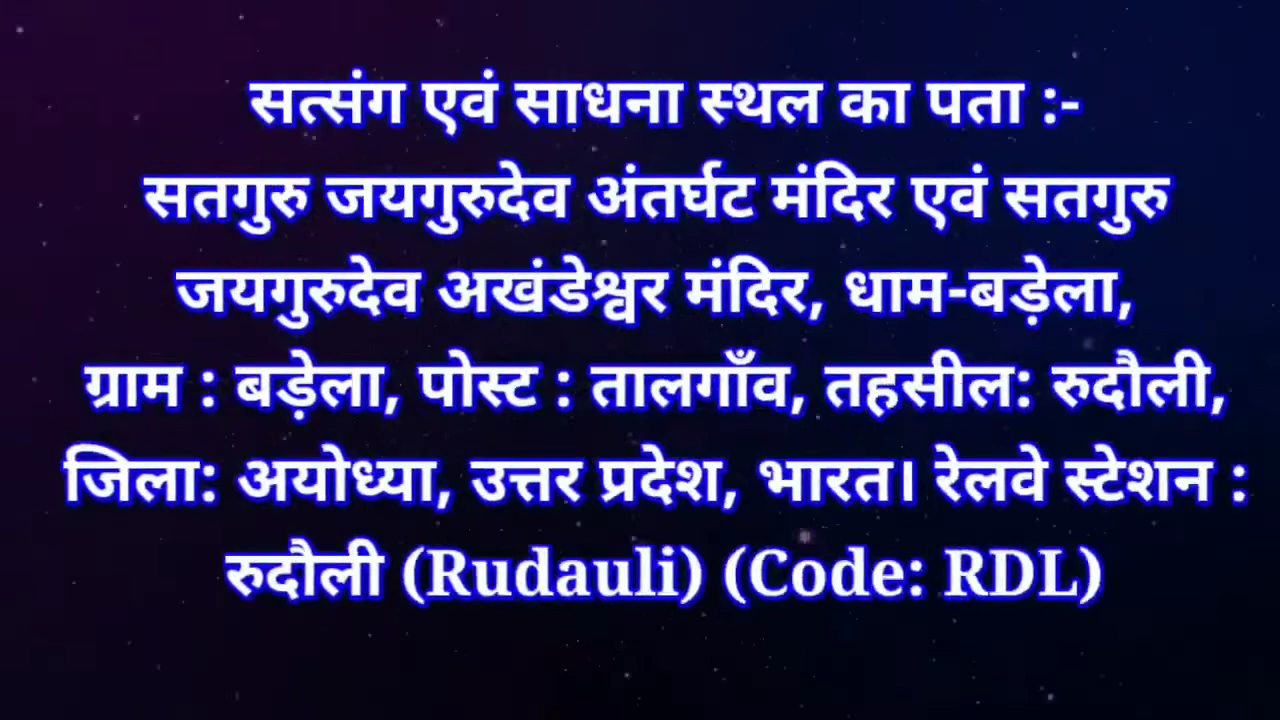 सत्संग एवं साधना स्थल का पता :-
सतगुरु जयगुरुदेव अंतर्घट मंदिर एवं सतगुरु
जयगुरुदेव अखंडेश्वर मंदिर, धाम-बड़ेला,
ग्राम : बड़ेला, पोस्ट : तालगाँव, तहसील: रुदौली,
जिला: अयोध्या, उत्तर प्रदेश, भारत। रेलवे स्टेशन :
रुदौली (Rudauli) (Code: RDL)